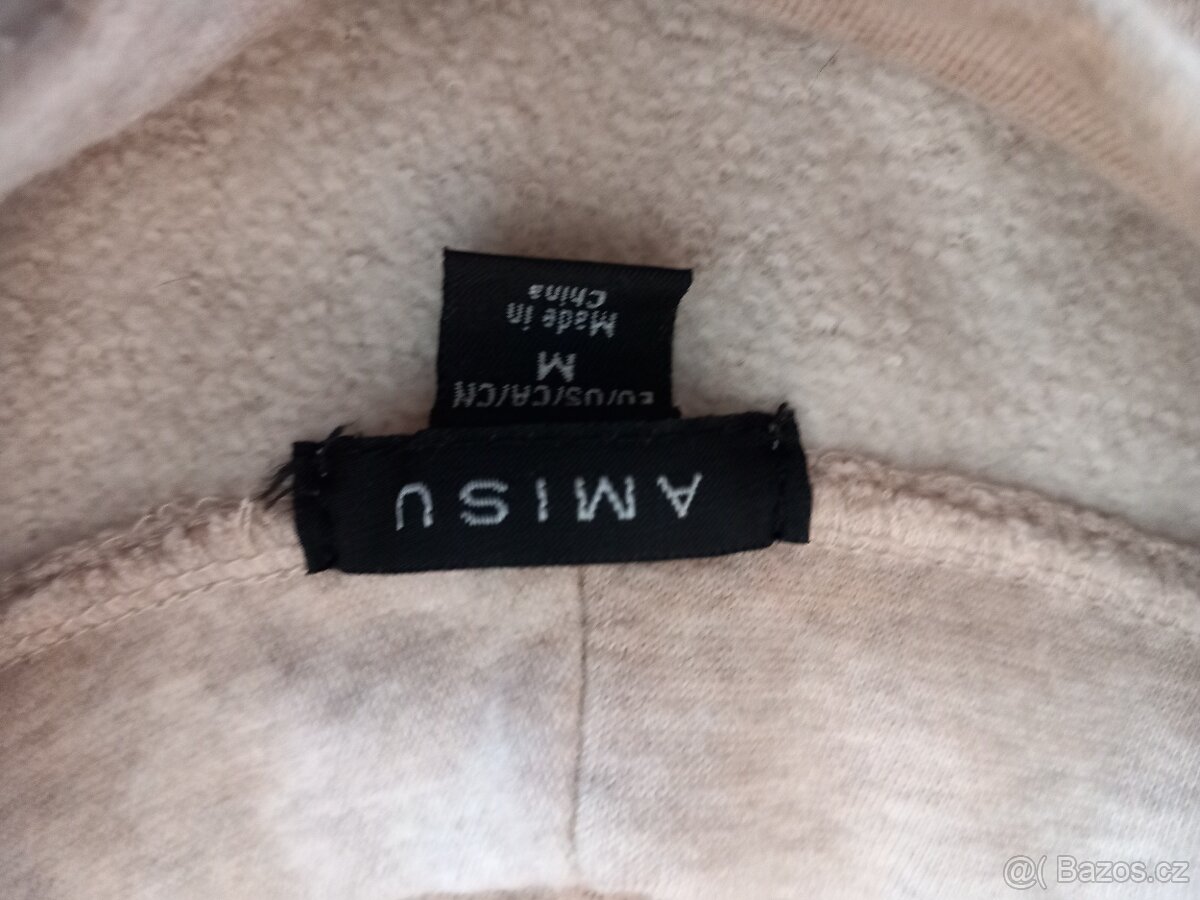 AMISU
EU/US/CA/CN
M
Made in
China
@( Bazos.cz